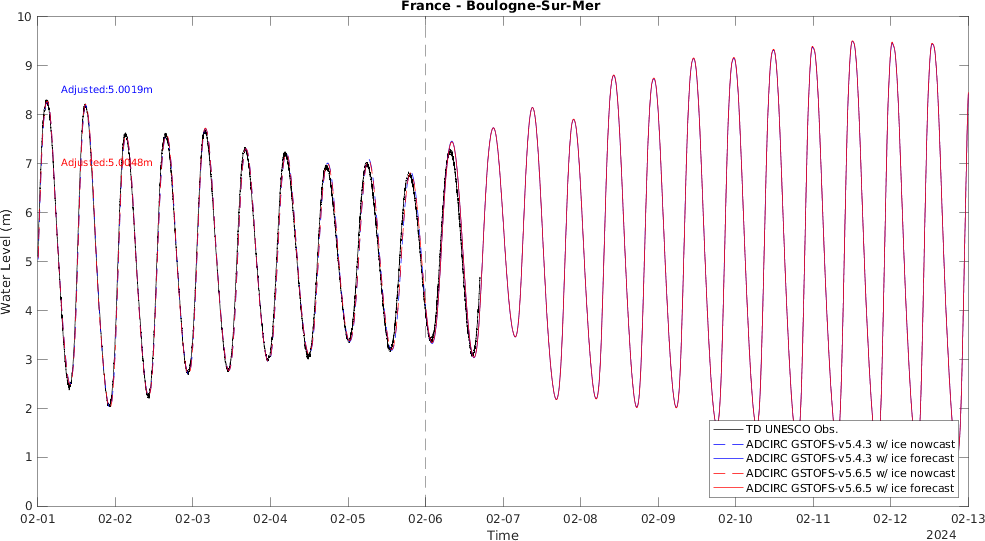 France - Boulogne-Sur-Mer
10
9
8
7
6
5
4
3
2
1
0
Water Level (m)
Adjusted:5.0019m
Adjusted:5.0048m
TD UNESCO Obs.
ADCIRC GSTOFS-v5.4.3 w/ ice nowcast
ADCIRC GSTOFS-v5.4.3 w/ ice forecast
ADCIRC GSTOFS-v5.6.5 w/ ice nowcast
ADCIRC GSTOFS-v5.6.5 w/ ice forecast
02-01 02-02 02-03 02-04 02-05 02-06 02-07 02-08 02-09 02-10 02-11 02-12 02-13
Time
2024